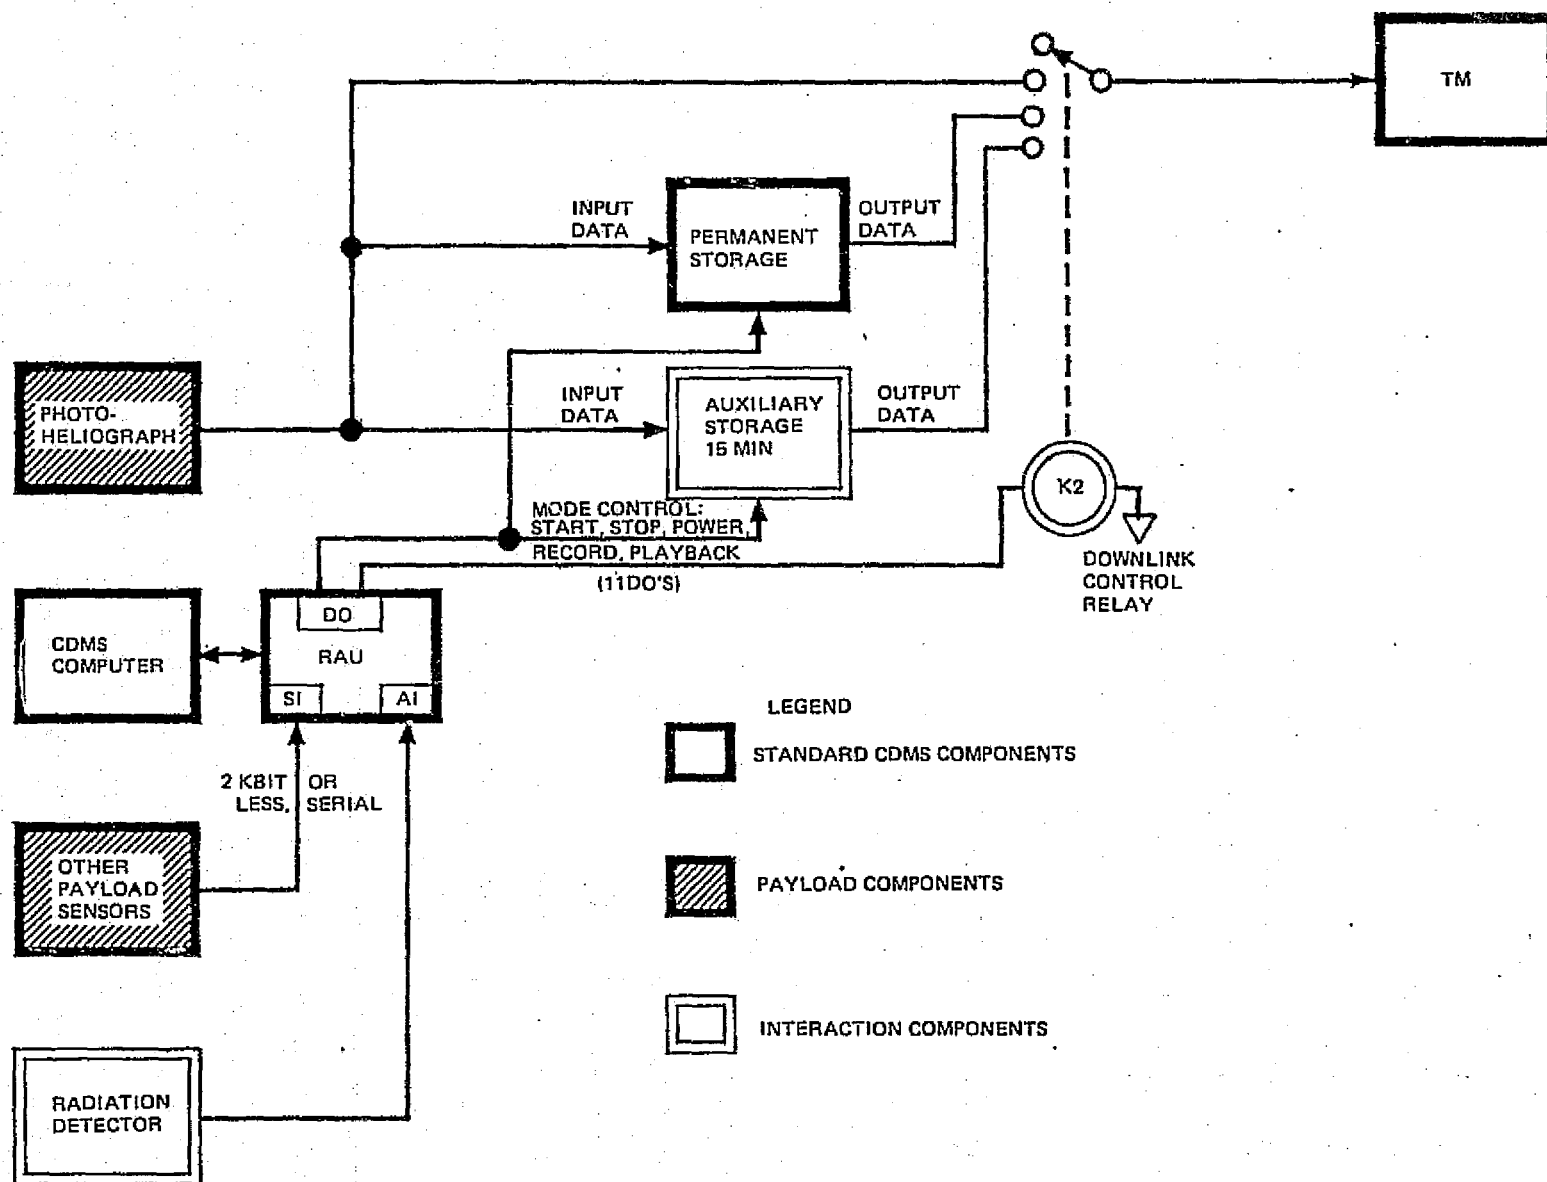 TM
INPUT
DATA
PERMANENT
STORAGE
OUTPUT
DATA
PHOTO-
HELIOGRAPH
INPUT
DATA
AUXILIARY
STORAGE
15 MIN
OUTPUT
DATA
K2
MODE CONTROL:
START, STOP, POWER,
RECORD, PLAYBACK
(11DO'S)
DOWNLINK
CONTROL
RELAY
CDMS
COMPUTER
DO
RAU
SI
AI
2 KBIT OR
LESS, SERIAL
OTHER
PAYLOAD
SENSORS
RADIATION
DETECTOR
LEGEND
STANDARD CDMS COMPONENTS
PAYLOAD COMPONENTS
INTERACTION COMPONENTS